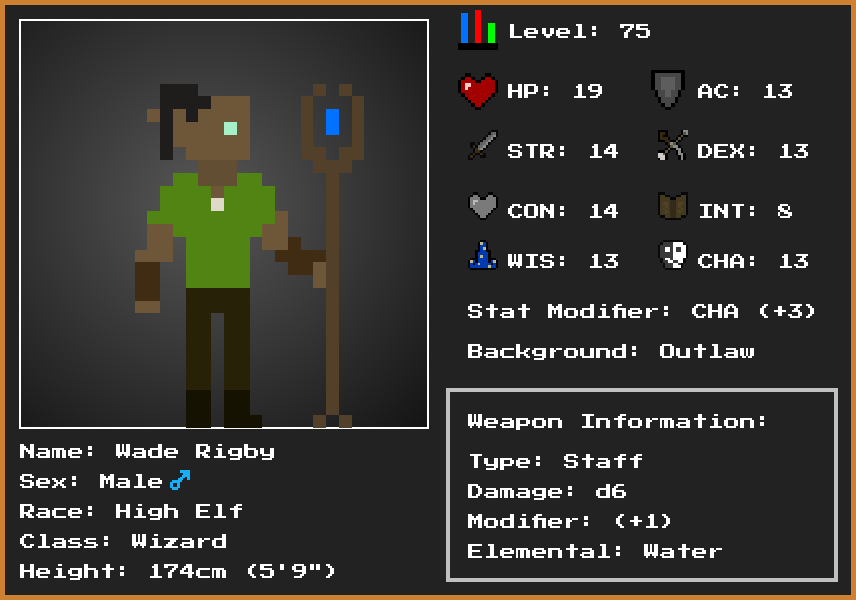 Level: 75
HP: 19
AC: 13
STR: 14
DEX: 13
CON: 14
INT: 8
WIS: 13
CHA: 13
Stat Modifier: CHA (+3)
Background: Outlaw
Weapon Information:
Type: Staff
Damage: d6
Modifier: (+1)
Elemental: Water
Name: Wade Rigby
Sex: Male ♂
Race: High Elf
Class: Wizard
Height: 174cm (5'9")